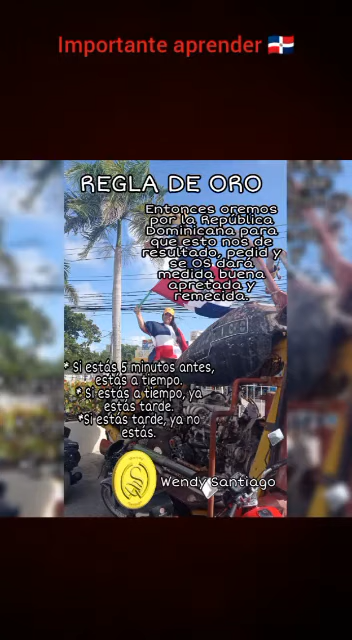 Importante aprender 🇩🇴
REGLA DE ORO
Entonces oremos
por la República
Dominicana para
que esto nos de
resultado, pedid y
se OS dará
medida buena
apretada y
remecida.
* Si estás 5 minutos antes,
estás a tiempo.
* Si estás a tiempo, ya
estás tarde.
*Si estás tarde, ya no
estás.
Wendy Santiago